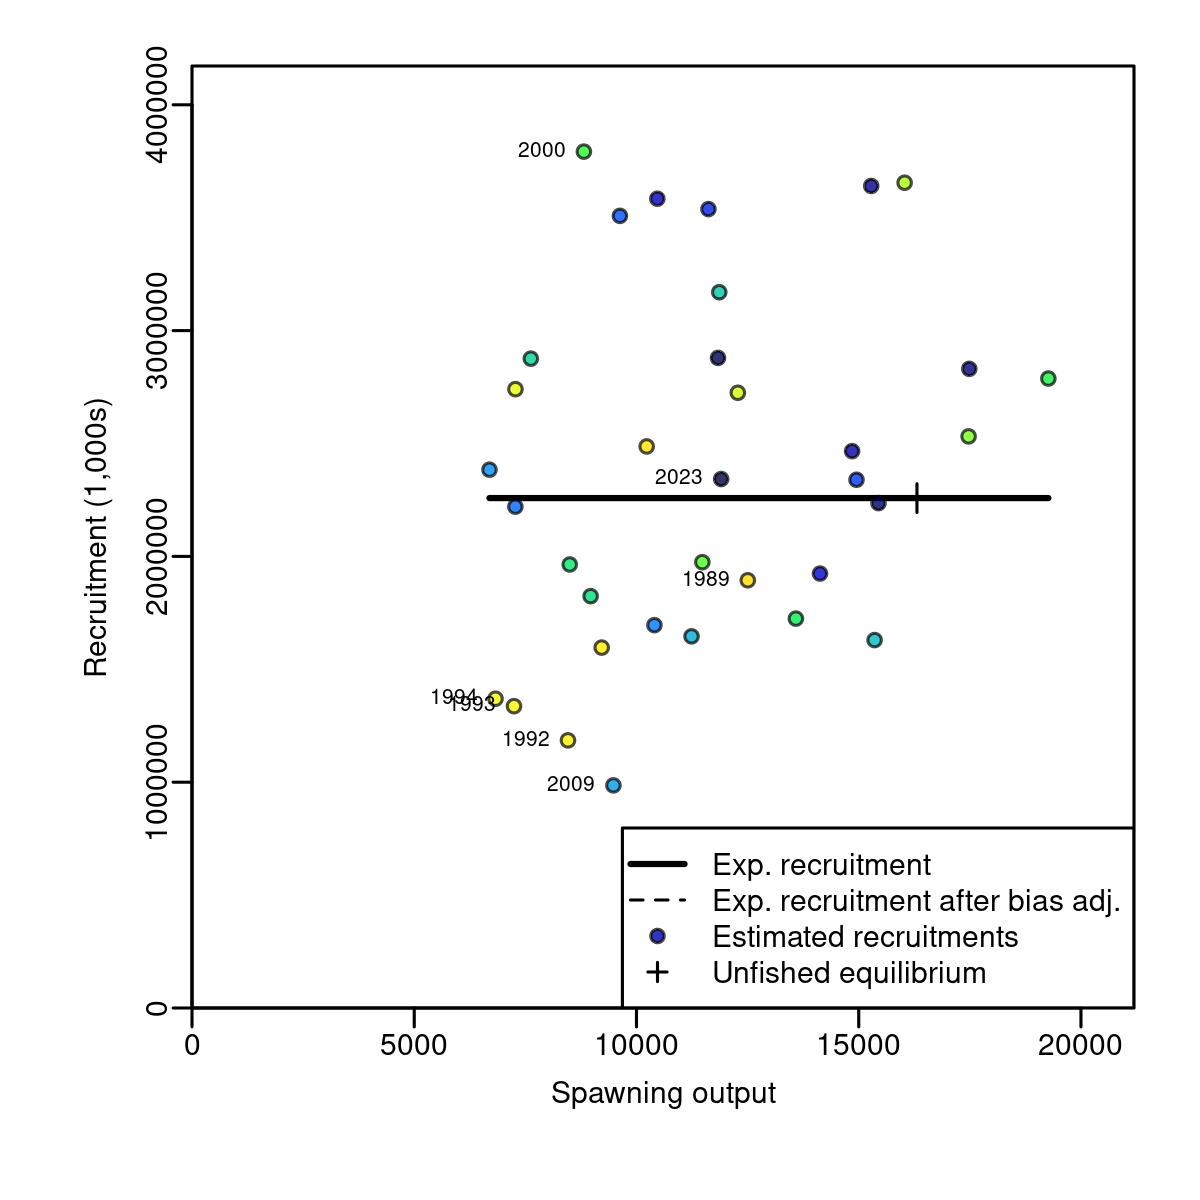 4000000
3000000
2000000
1000000
0
Recruitment (1,000s)
2000
2023
1989
1994
1993
1992
2009
Exp. recruitment
Exp. recruitment after bias adj.
Estimated recruitments
Unfished equilibrium
0 5000 10000 15000 20000
Spawning output